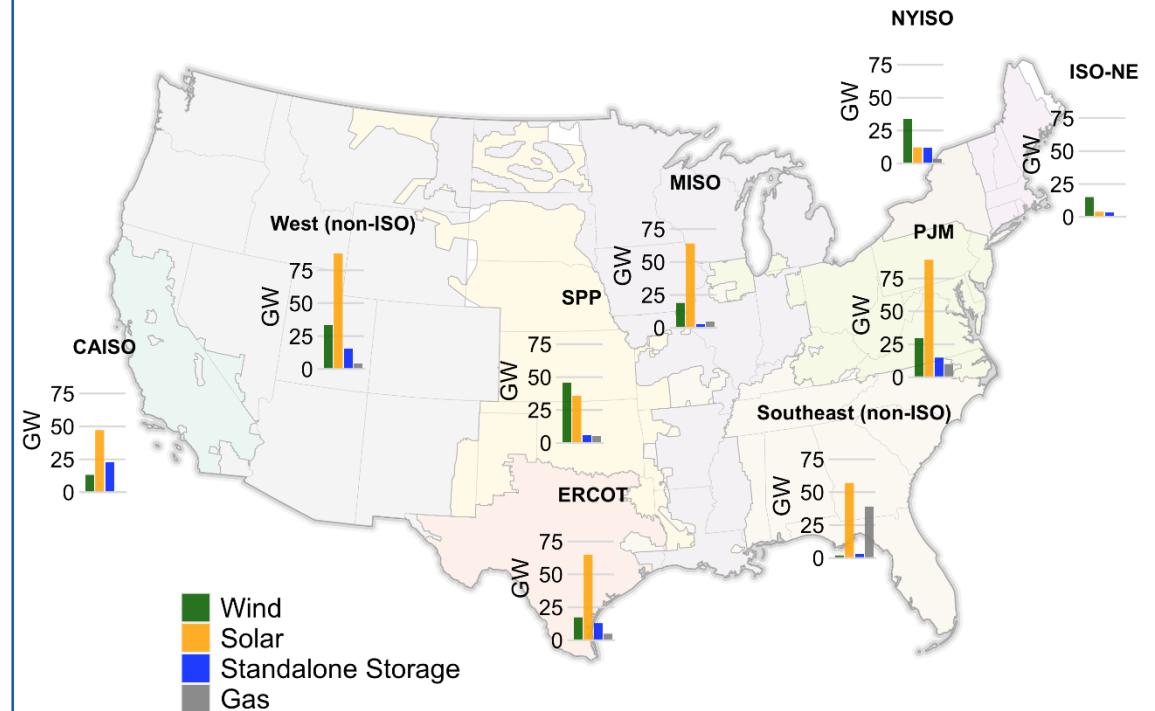 NYISO
GW
75
50
25
0
ISO-NE
GW
75
50
25
0
MISO
GW
75
50
25
0
West (non-ISO)
GW
75
50
25
0
PJM
GW
75
50
25
0
SPP
GW
75
50
25
0
CAISO
GW
75
50
25
0
Southeast (non-ISO)
GW
75
50
25
0
ERCOT
GW
75
50
25
0
Wind
Solar
Standalone Storage
Gas